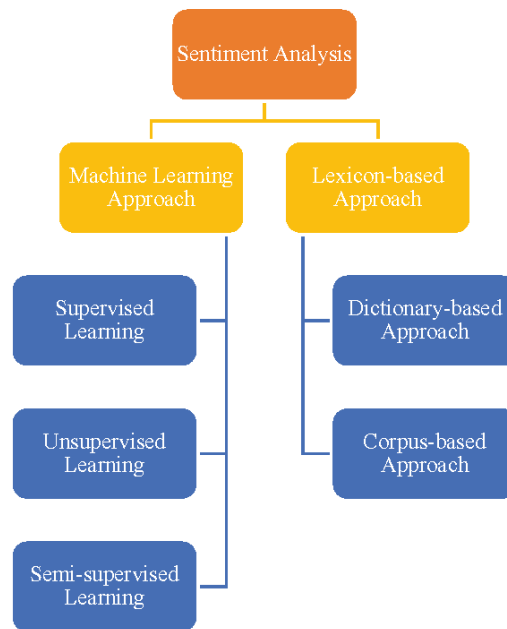 Sentiment Analysis
Machine Learning
Approach
Lexicon-based
Approach
Supervised
Learning
Dictionary-based
Approach
Unsupervised
Learning
Corpus-based
Approach
Semi-supervised
Learning